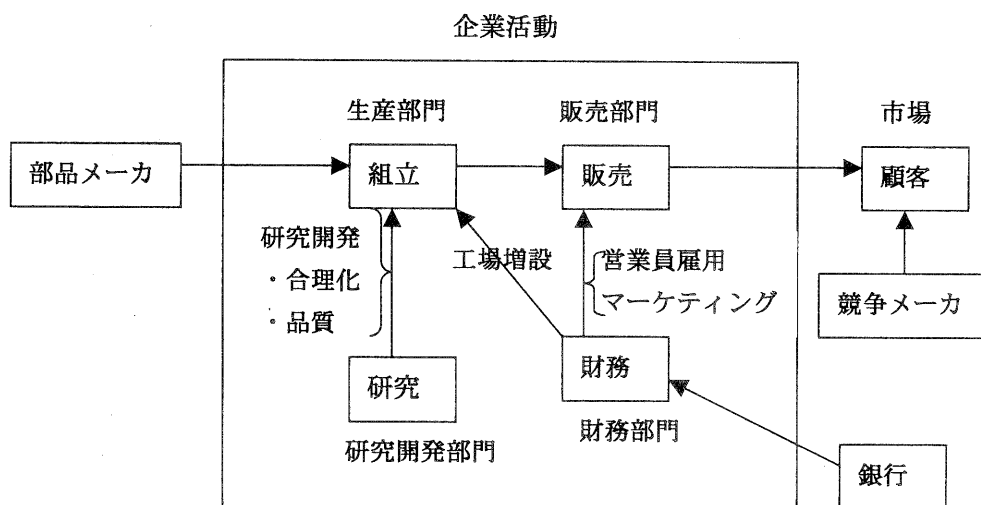 企業活動
生産部門
販売部門
市場
部品メーカ
組立
販売
顧客
研究開発
・合理化
・品質
工場増設
営業員雇用
マーケティング
競争メーカ
研究
財務
研究開発部門
財務部門
銀行